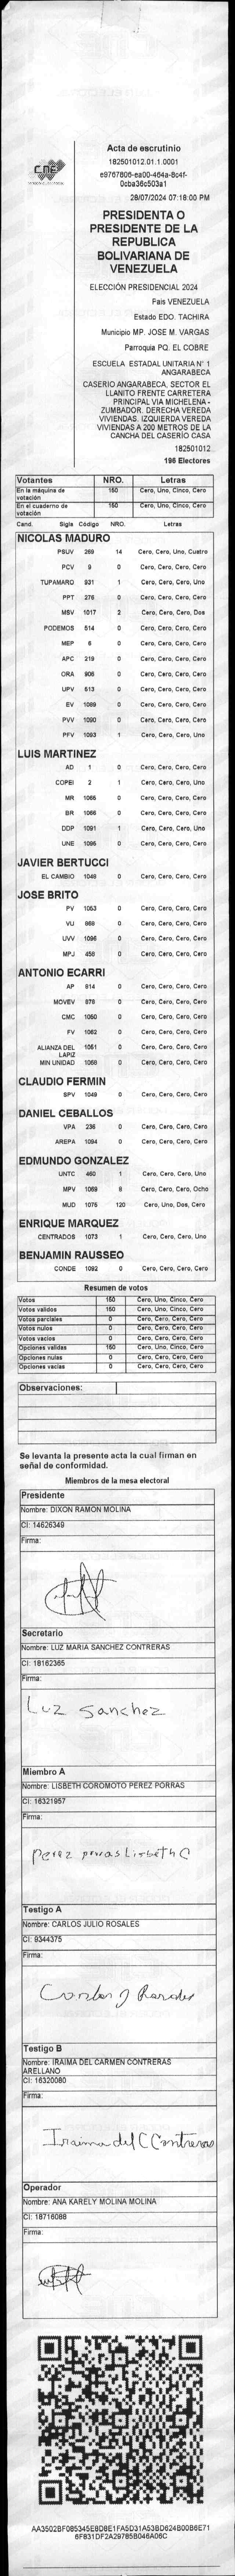 CNE
Acta de escrutinio
182501012.01.1.0001
e9767806-ea00-464a-8c4f-
0cba36c503a1
28/07/2024 07:18:00 PM
PRESIDENTA O
PRESIDENTE DE LA
REPUBLICA
BOLIVARIANA DE
VENEZUELA
ELECCIÓN PRESIDENCIAL 2024
Pais VENEZUELA
Estado EDO. TACHIRA
Municipio MP. JOSE M. VARGAS
Parroquia PQ. EL COBRE
ESCUELA ESTADAL UNITARIA N° 1
ANGARABECA
CASERIO ANGARABECA. SECTOR EL
LLANITO FRENTE CARRETERA
PRINCIPAL VIA MICHELENA -
ZUMBADOR. DERECHA VEREDA
VIVIENDAS. IZQUIERDA VEREDA
VIVIENDAS A 200 METROS DE LA
CANCHA DEL CASERIO CASA
182501012
196 Electores
Votantes NRO. Letras
En la máquina de votación 150 Cero, Uno, Cinco, Cero
En el cuaderno de votación 150 Cero, Uno, Cinco, Cero
Cand. Sigla Código NRO. Letras
NICOLAS MADURO
PSUV 269 14 Cero, Cero, Uno, Cuatro
PCV 9 0 Cero, Cero, Cero, Cero
TUPAMARO 931 1 Cero, Cero, Cero, Uno
PPT 276 0 Cero, Cero, Cero, Cero
MSV 1017 2 Cero, Cero, Cero, Dos
PODEMOS 514 0 Cero, Cero, Cero, Cero
MEP 6 0 Cero, Cero, Cero, Cero
APC 219 0 Cero, Cero, Cero, Cero
ORA 906 0 Cero, Cero, Cero, Cero
UPV 613 0 Cero, Cero, Cero, Cero
EV 1089 0 Cero, Cero, Cero, Cero
PVV 1090 0 Cero, Cero, Cero, Cero
PFV 1093 1 Cero, Cero, Cero, Uno
LUIS MARTINEZ
AD 1 0 Cero, Cero, Cero, Cero
COPEI 2 1 Cero, Cero, Cero, Uno
MR 1065 0 Cero, Cero, Cero, Cero
BR 1066 0 Cero, Cero, Cero, Cero
DDP 1091 1 Cero, Cero, Cero, Uno
UNE 1095 0 Cero, Cero, Cero, Cero
JAVIER BERTUCCI
EL CAMBIO 1048 0 Cero, Cero, Cero, Cero
JOSE BRITO
PV 1053 0 Cero, Cero, Cero, Cero
VU 868 0 Cero, Cero, Cero, Cero
UVV 1096 0 Cero, Cero, Cero, Cero
MPJ 458 0 Cero, Cero, Cero, Cero
ANTONIO ECARRI
AP 814 0 Cero, Cero, Cero, Cero
MOVEV 878 0 Cero, Cero, Cero, Cero
CMC 1050 0 Cero, Cero, Cero, Cero
FV 1062 0 Cero, Cero, Cero, Cero
ALIANZA DEL LAPIZ 1051 0 Cero, Cero, Cero, Cero
MIN UNIDAD 1068 0 Cero, Cero, Cero, Cero
CLAUDIO FERMIN
SPV 1049 0 Cero, Cero, Cero, Cero
DANIEL CEBALLOS
VPA 236 0 Cero, Cero, Cero, Cero
AREPA 1094 0 Cero, Cero, Cero, Cero
EDMUNDO GONZALEZ
UNTC 460 1 Cero, Cero, Cero, Uno
MPV 1069 8 Cero, Cero, Cero, Ocho
MUD 1075 120 Cero, Uno, Dos, Cero
ENRIQUE MARQUEZ
CENTRADOS 1073 1 Cero, Cero, Cero, Uno
BENJAMIN RAUSSEO
CONDE 1092 0 Cero, Cero, Cero, Cero
Resumen de votos
Votos 150 Cero, Uno, Cinco, Cero
Votos validos 150 Cero, Uno, Cinco, Cero
Votos parciales 0 Cero, Cero, Cero, Cero
Votos nulos 0 Cero, Cero, Cero, Cero
Votos vacios 0 Cero, Cero, Cero, Cero
Opciones validas 150 Cero, Uno, Cinco, Cero
Opciones nulas 0 Cero, Cero, Cero, Cero
Opciones vacias 0 Cero, Cero, Cero, Cero
Observaciones:
Se levanta la presente acta la cual firman en
señal de conformidad.
Miembros de la mesa electoral
Presidente
Nombre: DIXON RAMON MOLINA
CI: 14626349
Firma:
Secretario
Nombre: LUZ MARIA SANCHEZ CONTRERAS
CI: 18162365
Firma:
Luz Sanchez
Miembro A
Nombre: LISBETH COROMOTO PEREZ PORRAS
CI: 16321957
Firma:
Perez porras Lisbeth C
Testigo A
Nombre: CARLOS JULIO ROSALES
CI: 9344375
Firma:
Carlos J Rosales
Testigo B
Nombre: IRAIMA DEL CARMEN CONTRERAS
ARELLANO
CI: 16320080
Firma:
Iraima del C Contreras
Operador
Nombre: ANA KARELY MOLINA MOLINA
CI: 18716088
Firma:
AA3502BF085345E8D8E1FA5D31A53BD624B00B6E71
6F831DF2A29785B046A06C